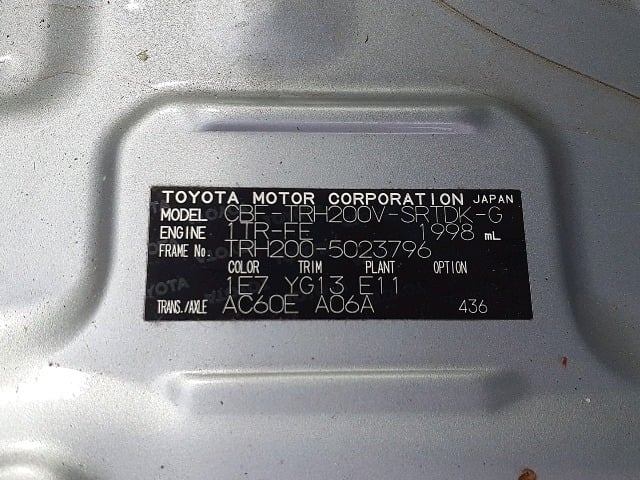 TOYOTA MOTOR CORPORATION JAPAN
MODEL CBF-TRH200V-SRTDK-G
ENGINE 1TR-FE 1998 mL
FRAME No. TRH200-5023796
COLOR TRIM PLANT OPTION
1E7 YG13 E11
TRANS./AXLE AC60E A06A 436